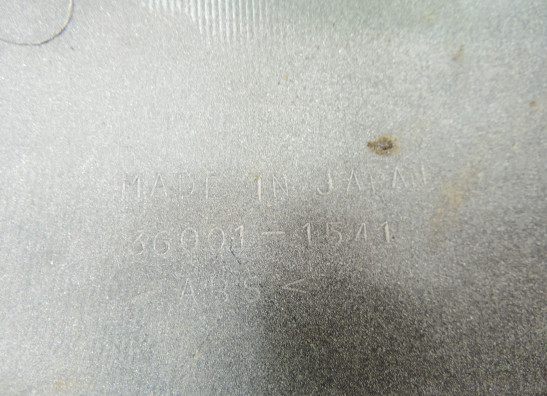 MADE IN JAPAN
36001-1541
< ABS <